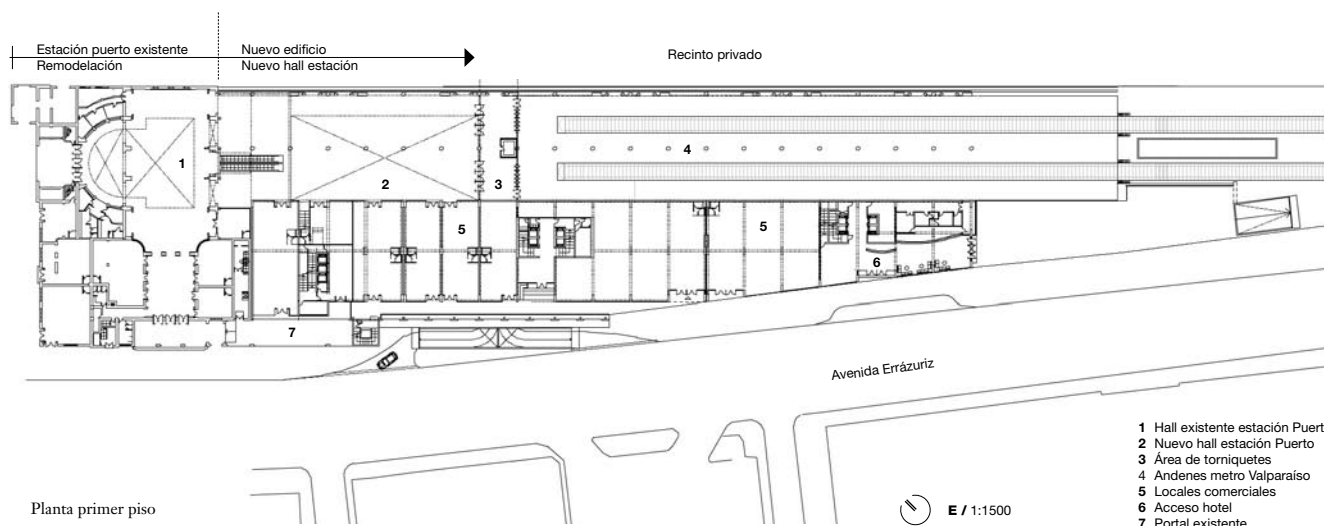 Estación puerto existente
Remodelación
Nuevo edificio
Nuevo hall estación
Recinto privado
1
2
3
4
5
5
6
7
Avenida Errázuriz
Planta primer piso
E / 1:1500
1 Hall existente estación Puert
2 Nuevo hall estación Puerto
3 Área de torniquetes
4 Andenes metro Valparaíso
5 Locales comerciales
6 Acceso hotel
7 Portal existente